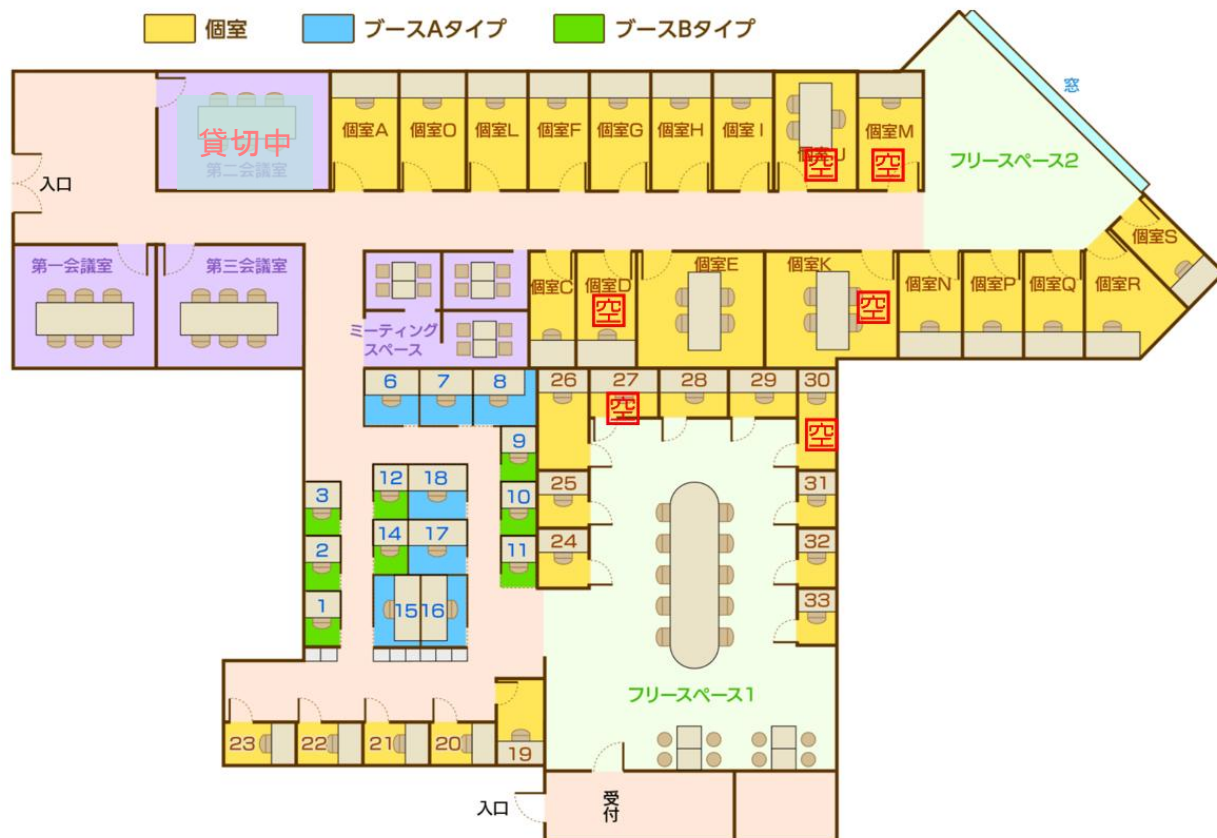 個室
ブースAタイプ
ブースBタイプ
窓
貸切中
第二会議室
個室A
個室O
個室L
個室F
個室G
個室H
個室I
個室J
空
個室M
空
フリースペース2
入口
第一会議室
第三会議室
ミーティング
スペース
個室C
個室D
空
個室E
個室K
空
個室N
個室P
個室Q
個室R
個室S
6
7
8
26
27
空
28
29
30
空
9
3
12
18
10
25
31
2
14
17
11
24
32
1
15
16
33
フリースペース1
23
22
21
20
19
入口
受付